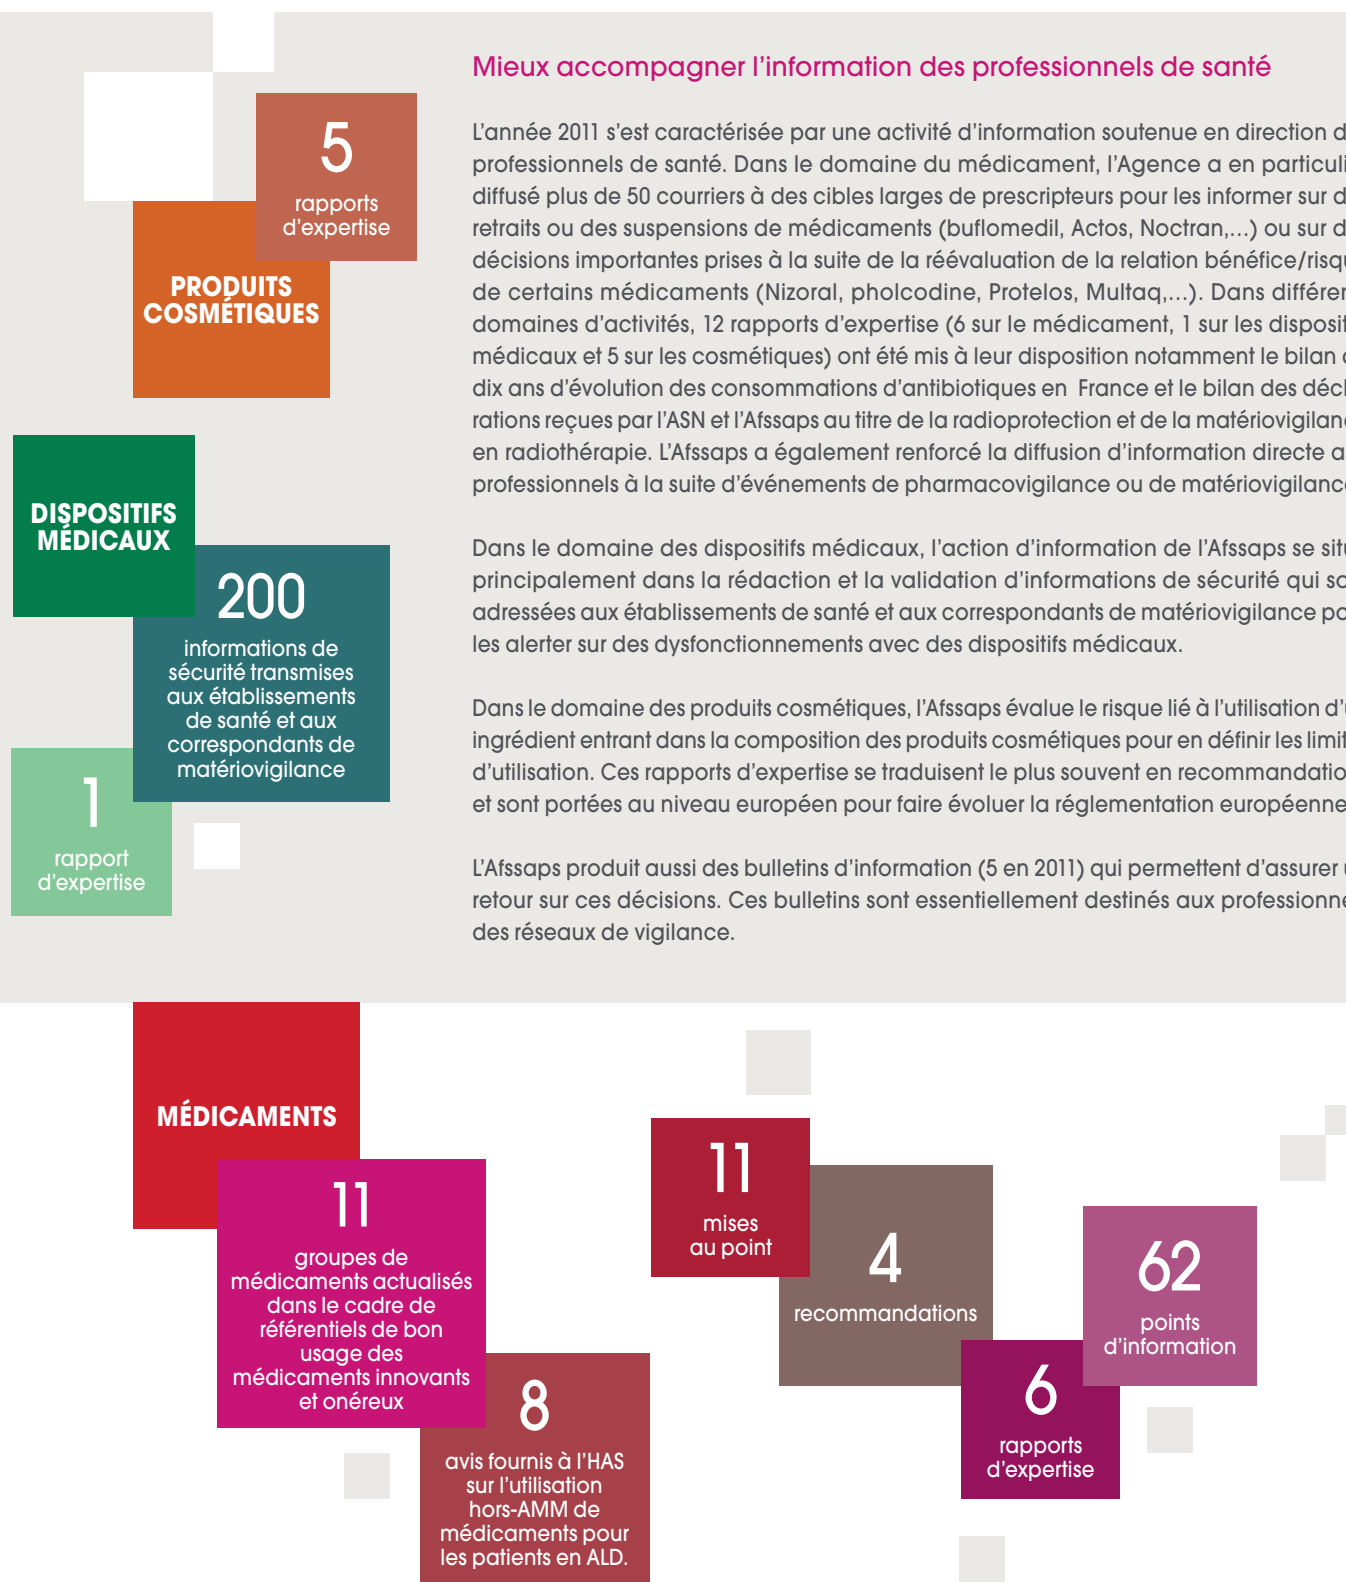 5
rapports
d'expertise
PRODUITS
COSMÉTIQUES
DISPOSITIFS
MÉDICAUX
200
informations de
sécurité transmises
aux établissements
de santé et aux
correspondants de
matériovigilance
1
rapport
d'expertise
Mieux accompagner l'information des professionnels de santé
L'année 2011 s'est caractérisée par une activité d'information soutenue en direction d
professionnels de santé. Dans le domaine du médicament, l'Agence a en particuli
diffusé plus de 50 courriers à des cibles larges de prescripteurs pour les informer sur d
retraits ou des suspensions de médicaments (buflomedil, Actos, Noctran,...) ou sur d
décisions importantes prises à la suite de la réévaluation de la relation bénéfice/risqu
de certains médicaments (Nizoral, pholcodine, Protelos, Multaq,...). Dans différen
domaines d'activités, 12 rapports d'expertise (6 sur le médicament, 1 sur les disposit
médicaux et 5 sur les cosmétiques) ont été mis à leur disposition notamment le bilan d
dix ans d'évolution des consommations d'antibiotiques en France et le bilan des décl
rations reçues par l'ASN et l'Afssaps au titre de la radioprotection et de la matériovigilanc
en radiothérapie. L'Afssaps a également renforcé la diffusion d'information directe a
professionnels à la suite d'événements de pharmacovigilance ou de matériovigilance
Dans le domaine des dispositifs médicaux, l'action d'information de l'Afssaps se situ
principalement dans la rédaction et la validation d'informations de sécurité qui so
adressées aux établissements de santé et aux correspondants de matériovigilance po
les alerter sur des dysfonctionnements avec des dispositifs médicaux.
Dans le domaine des produits cosmétiques, l'Afssaps évalue le risque lié à l'utilisation d'u
ingrédient entrant dans la composition des produits cosmétiques pour en définir les limit
d'utilisation. Ces rapports d'expertise se traduisent le plus souvent en recommandatio
et sont portées au niveau européen pour faire évoluer la réglementation européenne
L'Afssaps produit aussi des bulletins d'information (5 en 2011) qui permettent d'assurer u
retour sur ces décisions. Ces bulletins sont essentiellement destinés aux professionne
des réseaux de vigilance.
MÉDICAMENTS
11
groupes de
médicaments actualisés
dans le cadre de
référentiels de bon
usage des
médicaments innovants
et onéreux
8
avis fournis à l'HAS
sur l'utilisation
hors-AMM de
médicaments pour
les patients en ALD.
11
mises
au point
4
recommandations
6
rapports
d'expertise
62
points
d'information